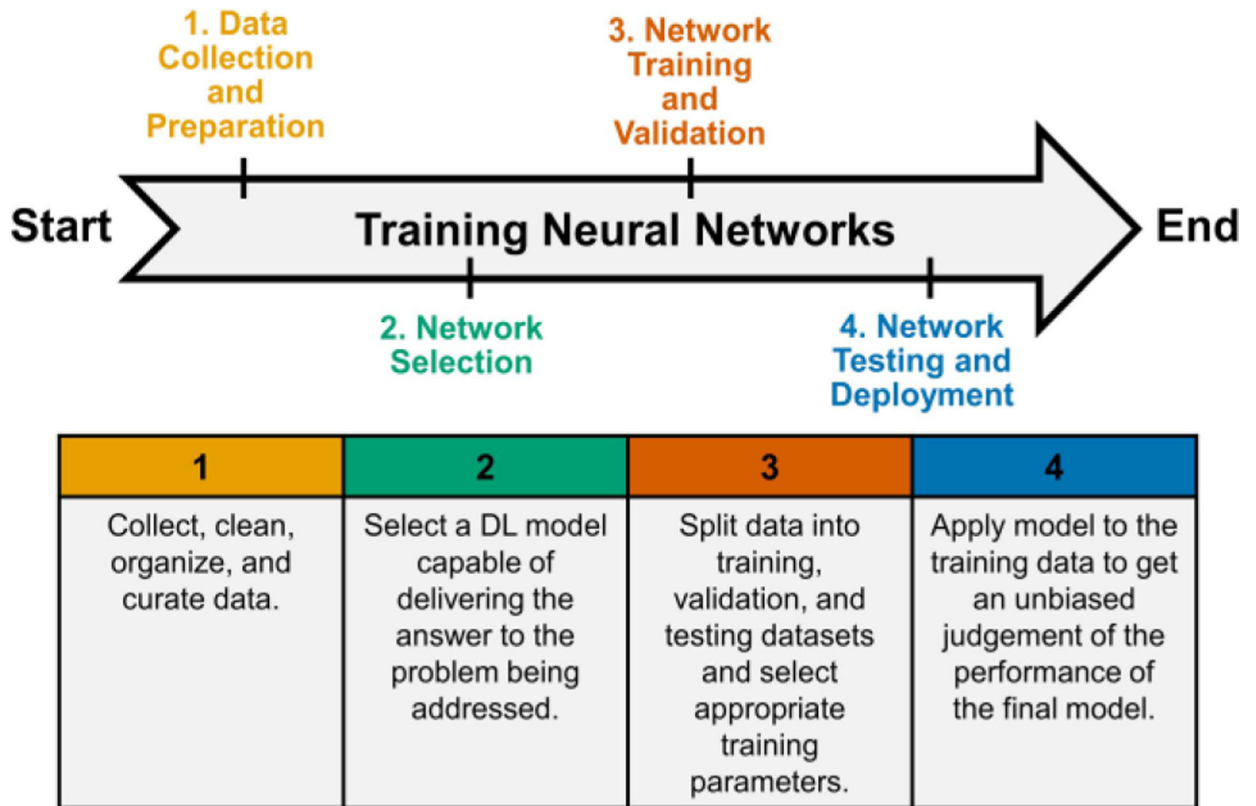 1. Data
Collection
and
Preparation
3. Network
Training
and
Validation
Start
Training Neural Networks
End
2. Network
Selection
4. Network
Testing and
Deployment
1
Collect, clean,
organize, and
curate data.
2
Select a DL model
capable of
delivering the
answer to the
problem being
addressed.
3
Split data into
training,
validation, and
testing datasets
and select
appropriate
training
parameters.
4
Apply model to the
training data to get
an unbiased
judgement of the
performance of
the final model.